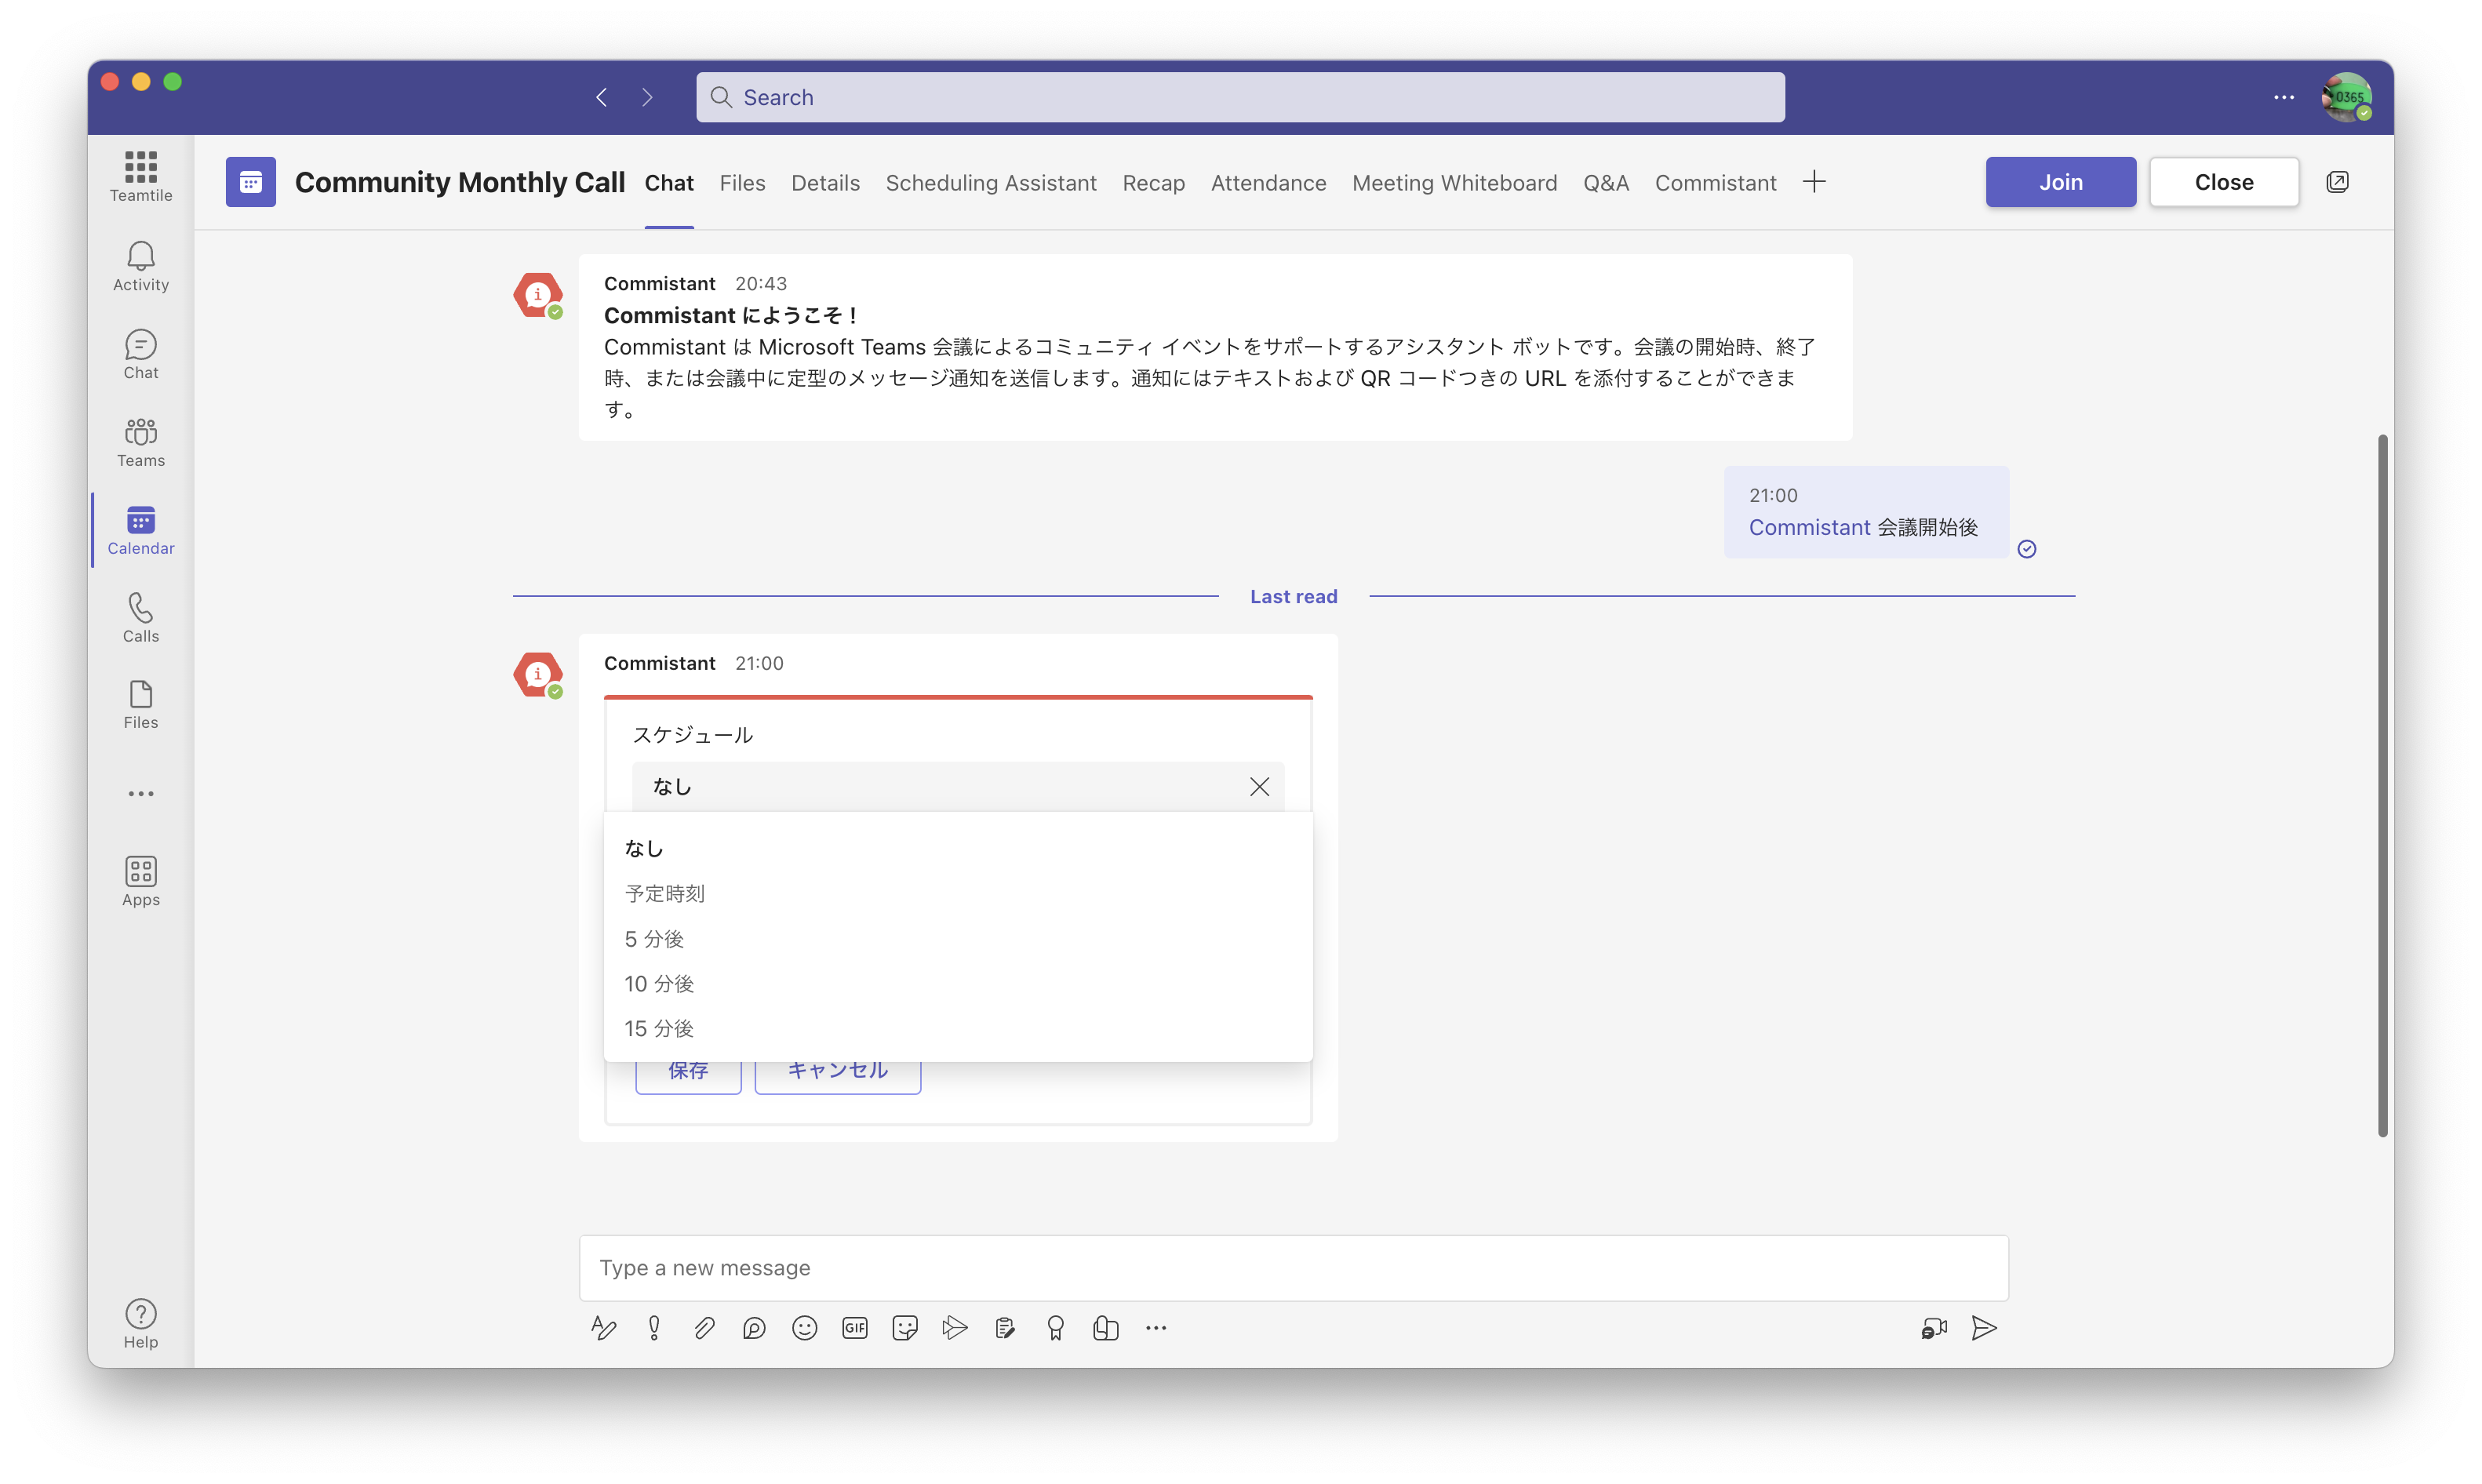 Search
0365
Teamtile
Activity
Chat
Teams
Calendar
Calls
Files
Apps
Help
Community Monthly Call
Chat
Files
Details
Scheduling Assistant
Recap
Attendance
Meeting Whiteboard
Q&A
Commistant
Join
Close
Commistant 20:43
Commistant にようこそ！
Commistant は Microsoft Teams 会議によるコミュニティ イベントをサポートするアシスタント ボットです。会議の開始時、終了
時、または会議中に定型のメッセージ通知を送信します。通知にはテキストおよび QR コードつきの URL を添付することができま
す。
21:00
Commistant 会議開始後
Last read
Commistant 21:00
スケジュール
なし
なし
予定時刻
5 分後
10 分後
15 分後
保存
キャンセル
Type a new message
GIF